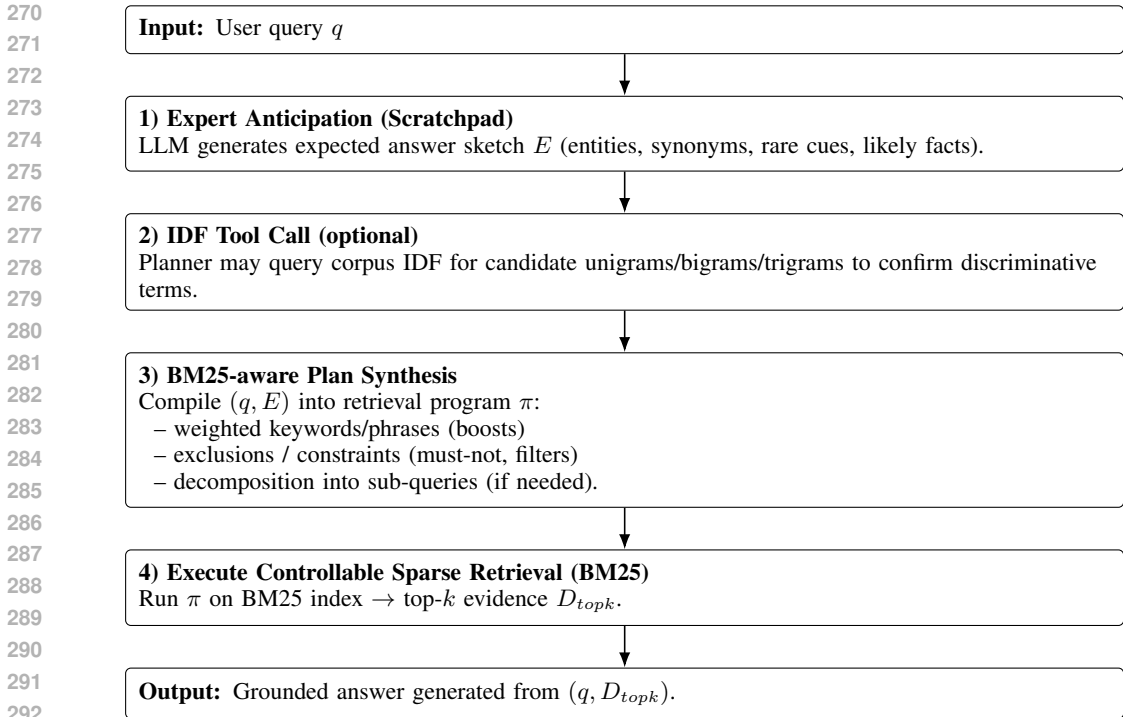 270
Input: User query q
271
272
273
1) Expert Anticipation (Scratchpad)
274
LLM generates expected answer sketch E (entities, synonyms, rare cues, likely facts).
275
276
277
2) IDF Tool Call (optional)
278
Planner may query corpus IDF for candidate unigrams/bigrams/trigrams to confirm discriminative
279
terms.
280
281
3) BM25-aware Plan Synthesis
282
Compile (q, E) into retrieval program π:
283
– weighted keywords/phrases (boosts)
284
– exclusions / constraints (must-not, filters)
285
– decomposition into sub-queries (if needed).
286
287
4) Execute Controllable Sparse Retrieval (BM25)
288
Run π on BM25 index → top-k evidence D_{topk}.
289
290
291
Output: Grounded answer generated from (q, D_{topk}).
292